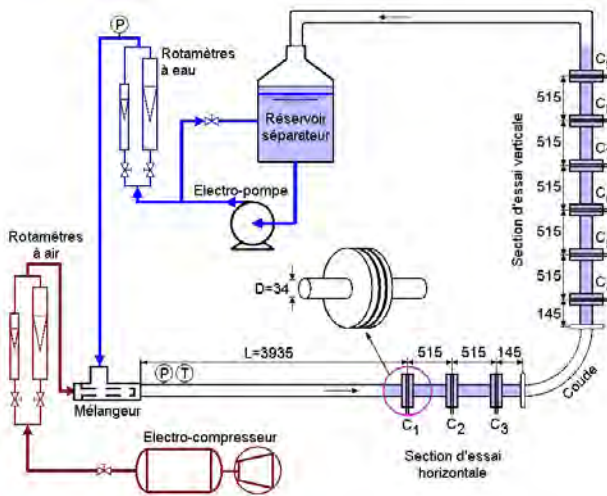 P
Rotamètres
à eau
Réservoir
séparateur
Electro-pompe
Rotamètres
à air
D=34
L=3935
515
515
145
P
T
Mélangeur
C1
C2
C3
Coude
Electro-compresseur
Section d'essai
horizontale
Section d'essai verticale
515
515
515
515
515
145
C
C
C
C
C
C